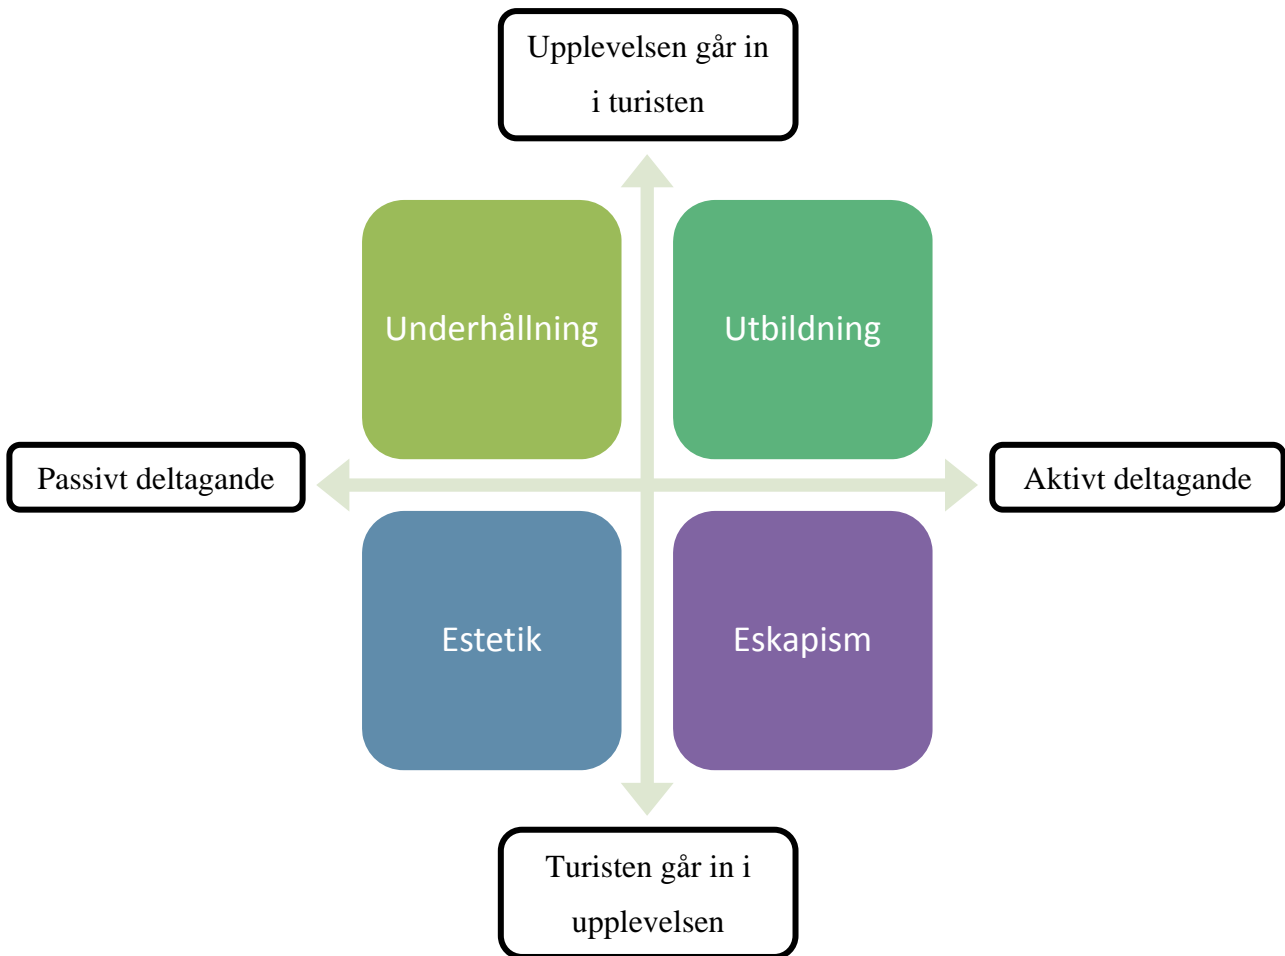 Upplevelsen går in
i turisten
Underhållning
Utbildning
Passivt deltagande
Aktivt deltagande
Estetik
Eskapism
Turisten går in i
upplevelsen